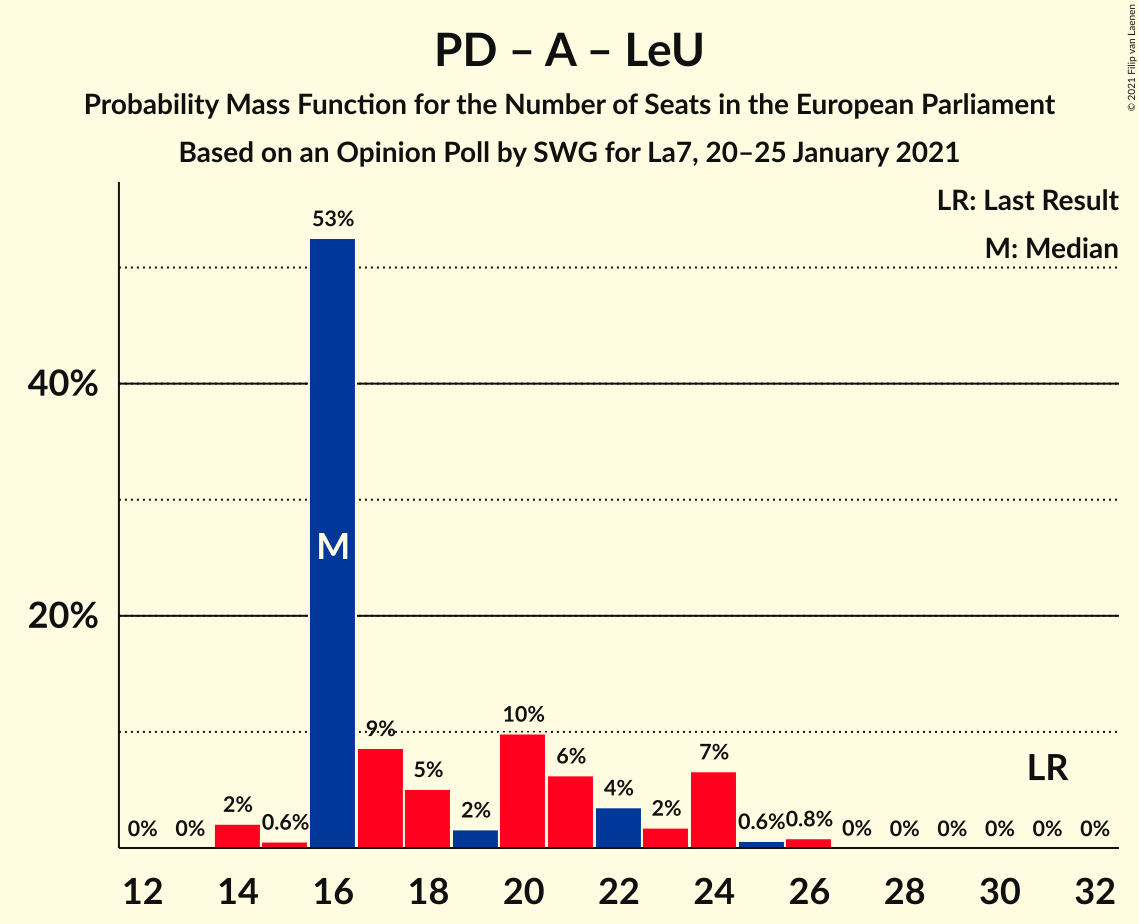 PD – A – LeU
Probability Mass Function for the Number of Seats in the European Parliament
Based on an Opinion Poll by SWG for La7, 20–25 January 2021
© 2021 Filip van Laenen
LR: Last Result
M: Median
40%
20%
0%
0%
2%
0.6%
53%
M
9%
5%
2%
10%
6%
4%
2%
7%
0.6%
0.8%
0%
0%
0%
0%
0%
0%
LR
12 14 16 18 20 22 24 26 28 30 32